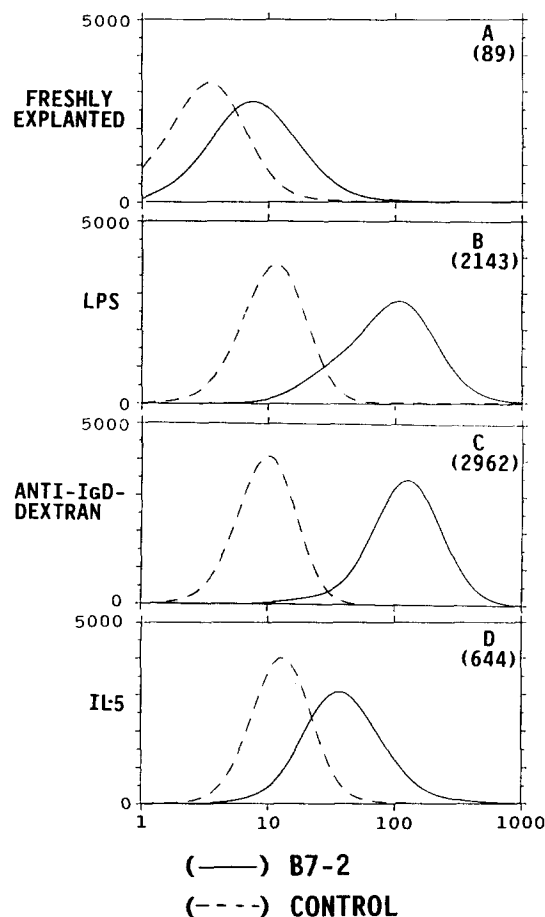 5000
A
(89)
FRESHLY
EXPLANTED
0
5000
B
(2143)
LPS
0
5000
C
(2962)
ANTI-IgD-
DEXTRAN
0
5000
D
(644)
IL-5
0
1 10 100 1000
(——) B7-2
(----) CONTROL